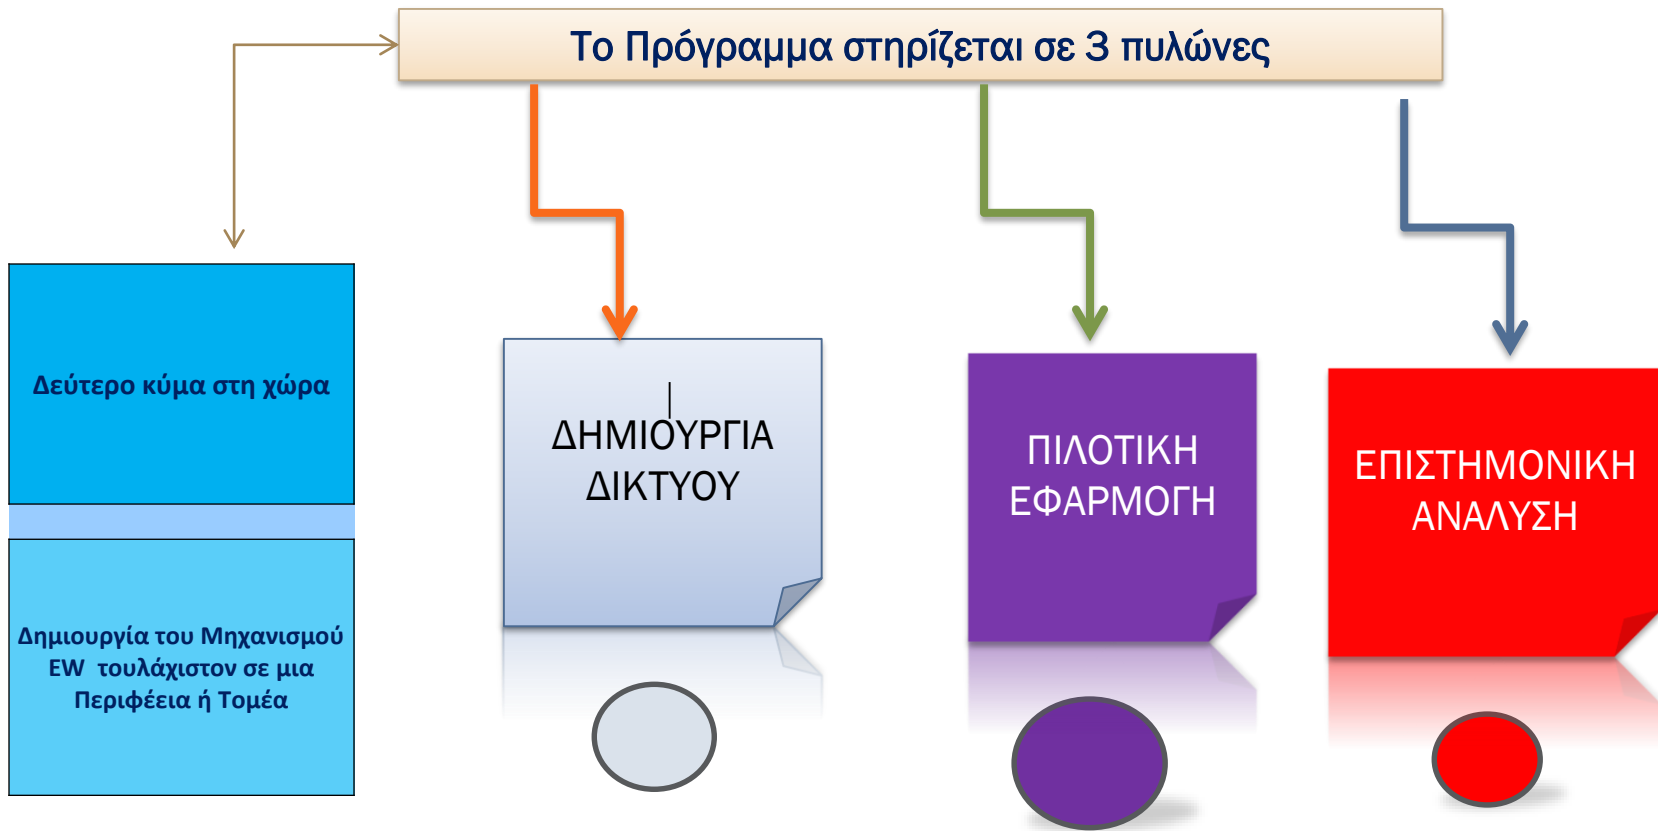 Το Πρόγραμμα στηρίζεται σε 3 πυλώνες
Δεύτερο κύμα στη χώρα
Δημιουργία του Μηχανισμού
EW τουλάχιστον σε μια
Περιφέεια ή Τομέα
ΔΗΜΙΟΥΡΓΙΑ
ΔΙΚΤΥΟΥ
ΠΙΛΟΤΙΚΗ
ΕΦΑΡΜΟΓΗ
ΕΠΙΣΤΗΜΟΝΙΚΗ
ΑΝΑΛΥΣΗ